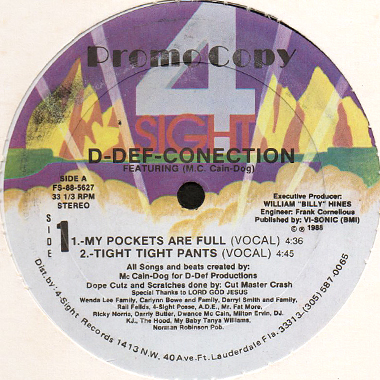 Promo Copy
4
SIGHT
D-DEF-CONECTION
FEATURING (M.C. Cain-Dog)
SIDE A
FS-88-5627
33 1/3 RPM
STEREO
Executive Producer:
WILLIAM "BILLY" HINES
Engineer: Frank Cornelious
Published by: VI-SONIC (BMI)
© ℗ 1988
SIDE 1
1.-MY POCKETS ARE FULL (VOCAL) 4:36
2.-TIGHT TIGHT PANTS (VOCAL) 4:45
All Songs and beats created by:
Mc Cain-Dog for D-Def Productions
Dope Cutz and Scratches done by: Cut Master Crash
Special Thanks to LORD GOD JESUS
Wenda Lee Family, Carlynn Bowe and Family, Daryl Smith and Family,
Rall Fellds, 4-Sight Posse, A.D.E., Mr. Fat More,
Ricky Norris, Darry Butler, Dwance Mc Cain, Milton Ervin, DJ.
KJ., The Hood, My Baby Tanya Williams.
Norman Robinson Pob.
Dist.by: 4-Sight Records 1413 N.W. 40 Ave. Ft. Lauderdale Fla. 33313 (305) 587-0065